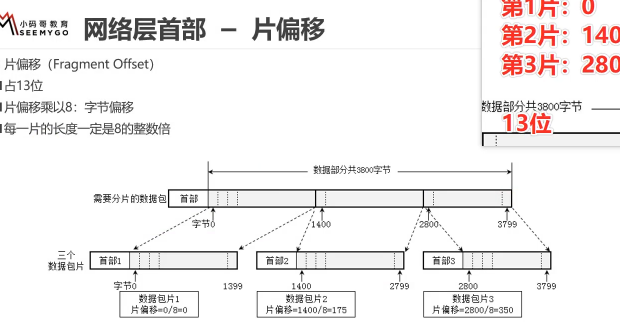 小码哥教育
SEEMYGO
网络层首部 – 片偏移
第1片：0
第2片：140
第3片：280
片偏移（Fragment Offset）
占13位
片偏移乘以8：字节偏移
每一片的长度一定是8的整数倍
数据部分共3800字节
13位
数据部分共3800字节
需要分片的数据包
首部
字节0
1400
2800
3799
三个
数据包片
首部1
首部2
首部3
字节0
1399
1400
2799
2800
3799
数据包片1
片偏移=0/8=0
数据包片2
片偏移=1400/8=175
数据包片3
片偏移=2800/8=350